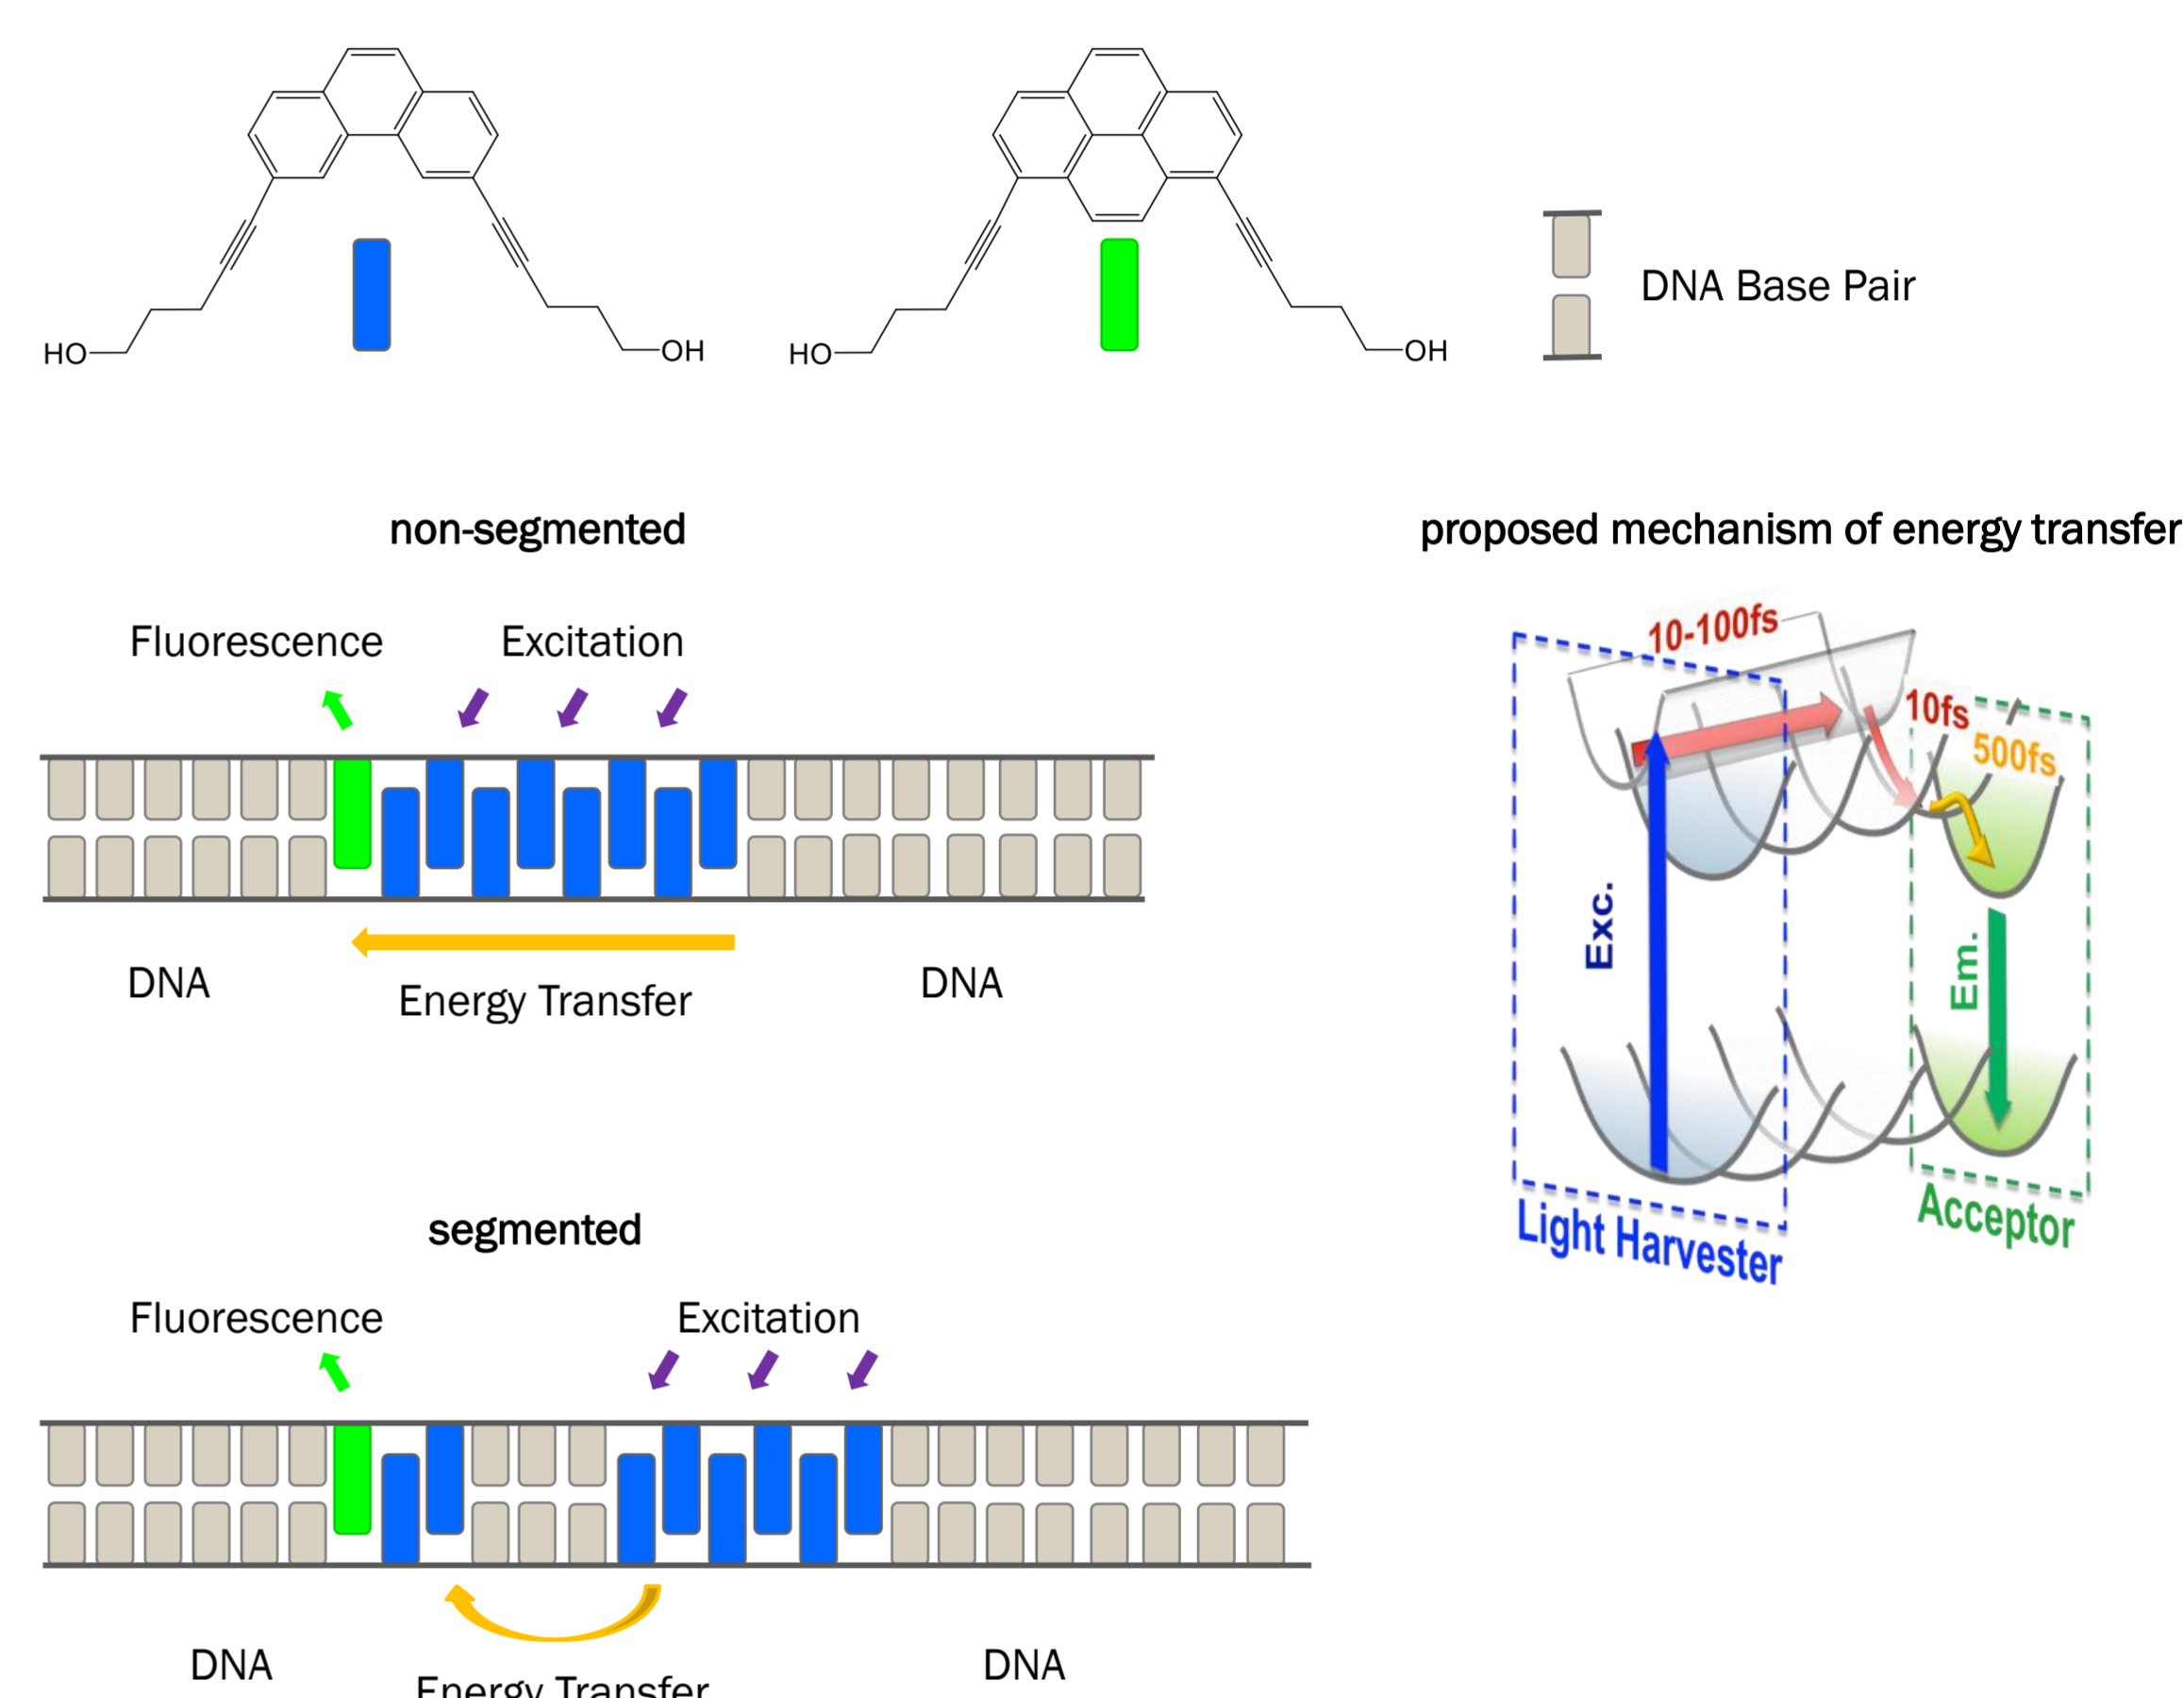 HO
OH
HO
OH
DNA Base Pair
non-segmented
proposed mechanism of energy transfer
Fluorescence
Excitation
DNA
Energy Transfer
DNA
10-100fs
10fs
500fs
Exc.
Em.
Light Harvester
Acceptor
segmented
Fluorescence
Excitation
DNA
Energy Transfer
DNA